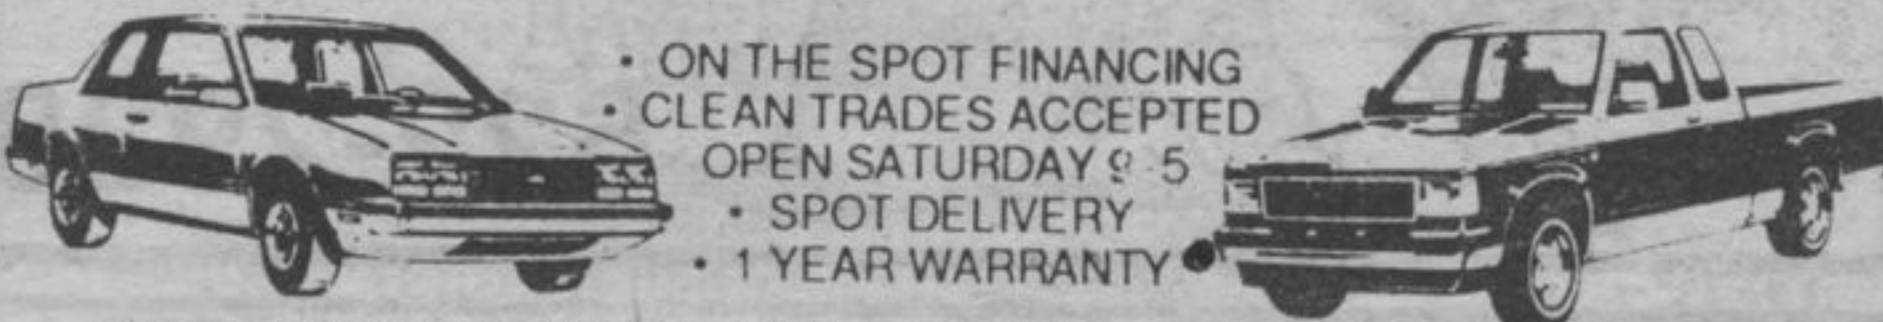 • ON THE SPOT FINANCING
• CLEAN TRADES ACCEPTED
OPEN SATURDAY 9-5
• SPOT DELIVERY
• 1 YEAR WARRANTY